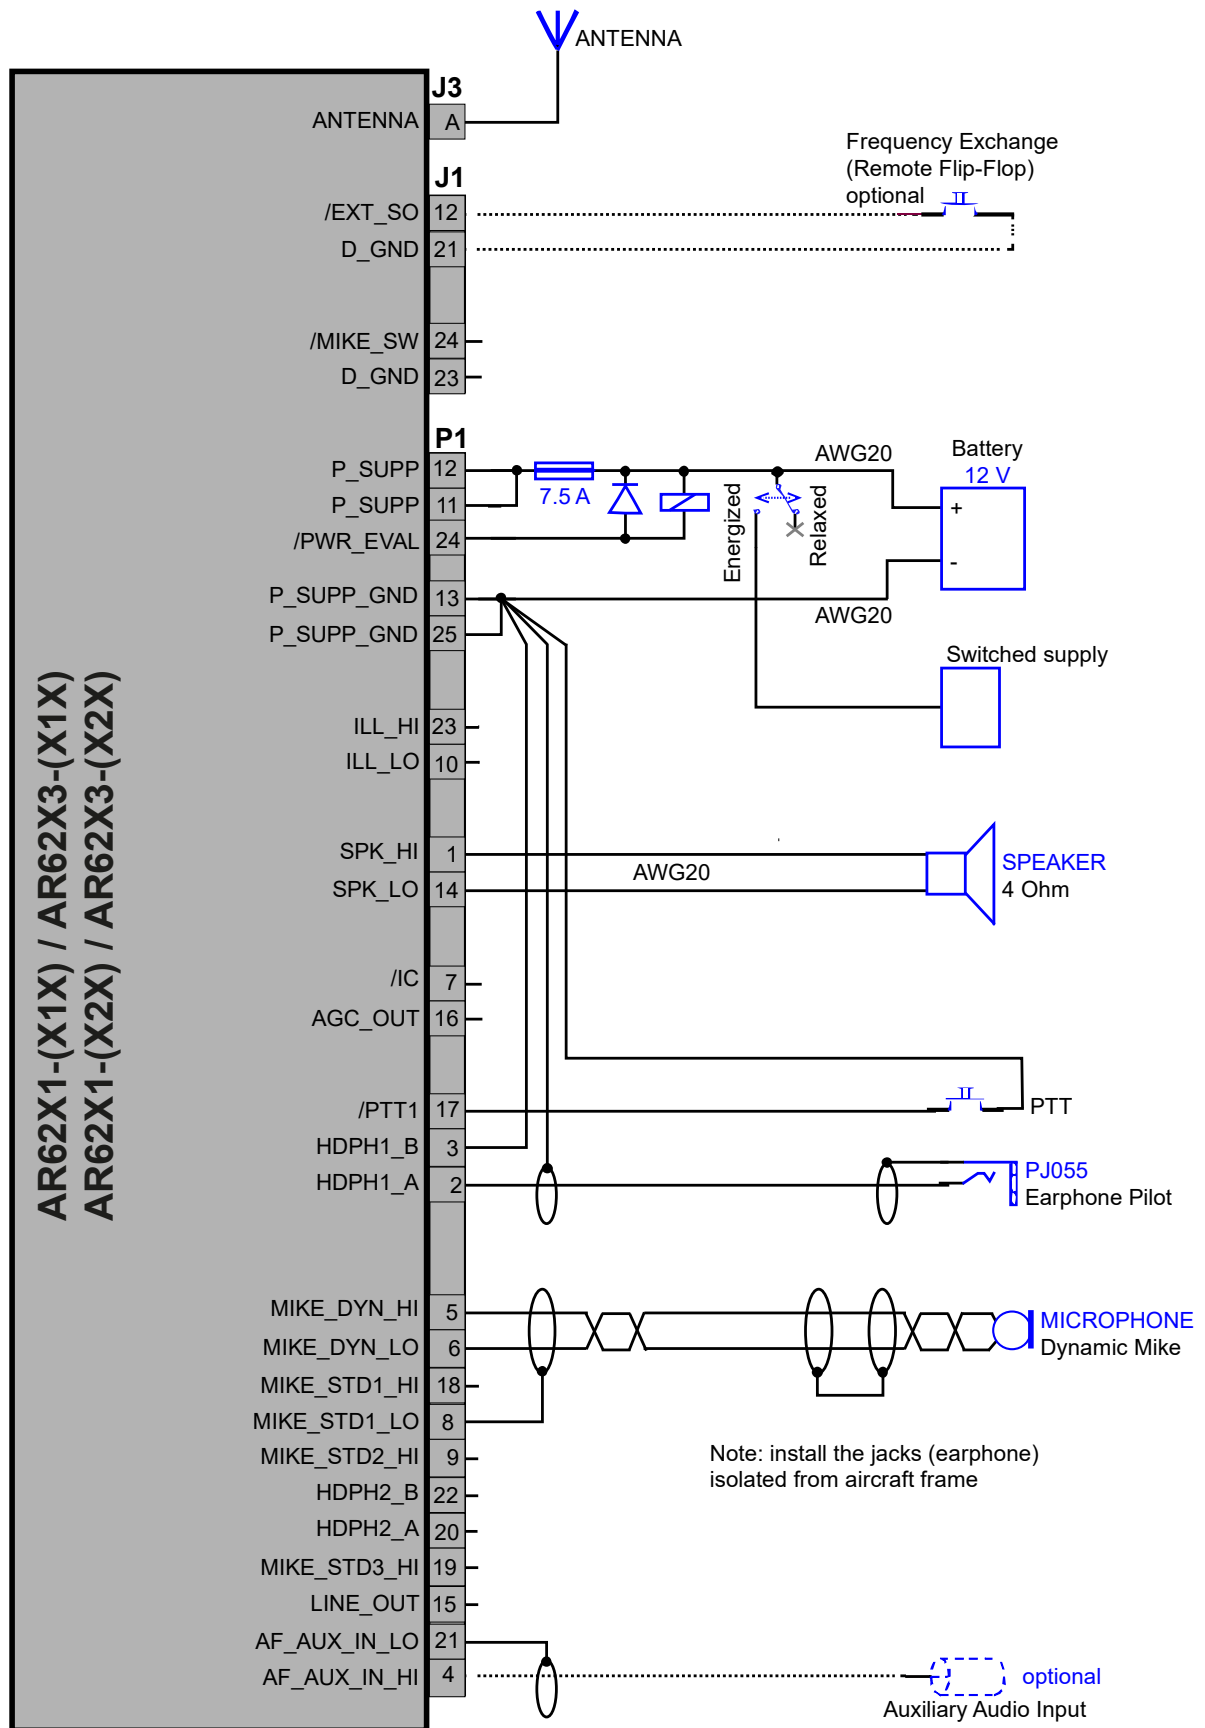 ANTENNA
J3
ANTENNA A
Frequency Exchange
(Remote Flip-Flop)
optional
J1
/EXT_SO 12
D_GND 21
/MIKE_SW 24
D_GND 23
P1
P_SUPP 12
P_SUPP 11
/PWR_EVAL 24
7.5 A
AWG20
Battery
12 V
+
-
Energized
Relaxed
P_SUPP_GND 13
P_SUPP_GND 25
AWG20
Switched supply
AR62X1-(X1X) / AR62X3-(X1X)
AR62X1-(X2X) / AR62X3-(X2X)
ILL_HI 23
ILL_LO 10
SPK_HI 1
SPK_LO 14
AWG20
SPEAKER
4 Ohm
/IC 7
AGC_OUT 16
/PTT1 17
PTT
HDPH1_B 3
HDPH1_A 2
PJ055
Earphone Pilot
MIKE_DYN_HI 5
MIKE_DYN_LO 6
MICROPHONE
Dynamic Mike
MIKE_STD1_HI 18
MIKE_STD1_LO 8
MIKE_STD2_HI 9
Note: install the jacks (earphone)
isolated from aircraft frame
HDPH2_B 22
HDPH2_A 20
MIKE_STD3_HI 19
LINE_OUT 15
AF_AUX_IN_LO 21
AF_AUX_IN_HI 4
optional
Auxiliary Audio Input